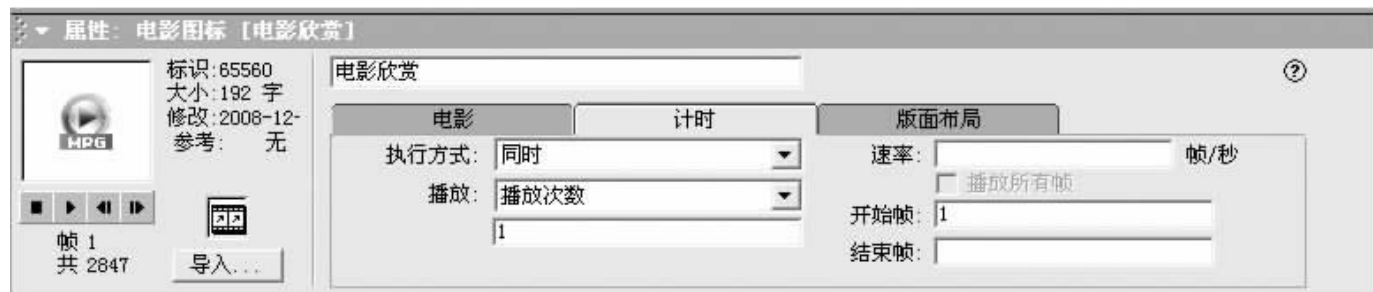 属性: 电影图标 [电影欣赏]
标识:65560
大小:192 字
修改:2008-12-
参考: 无
MPG
帧 1
共 2847
导入...
电影欣赏
电影
计时
版面布局
执行方式: 同时
播放: 播放次数
1
速率: 帧/秒
播放所有帧
开始帧: 1
结束帧: